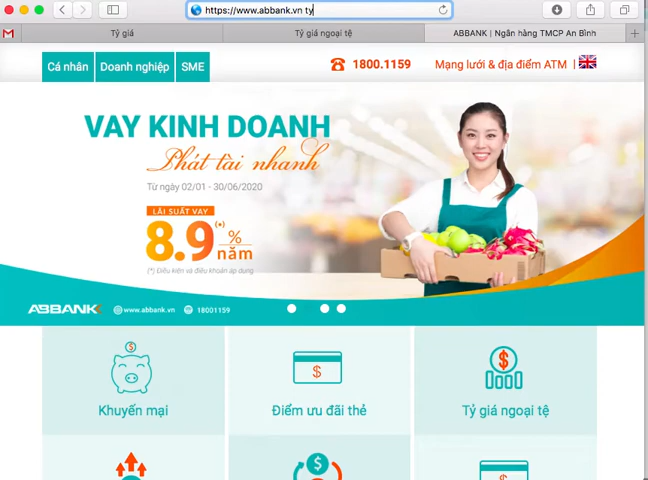 https://www.abbank.vn ty
Tỷ giá
Tỷ giá ngoại tệ
ABBANK | Ngân hàng TMCP An Bình
Cá nhân
Doanh nghiệp
SME
1800.1159
Mạng lưới & địa điểm ATM |
VAY KINH DOANH
Phát tài nhanh
Từ ngày 02/01 - 30/06/2020
LÃI SUẤT VAY
8.9(*) %
năm
(*) Điều kiện và điều khoản áp dụng
ABBANK
www.abbank.vn
18001159
Khuyến mại
Điểm ưu đãi thẻ
Tỷ giá ngoại tệ